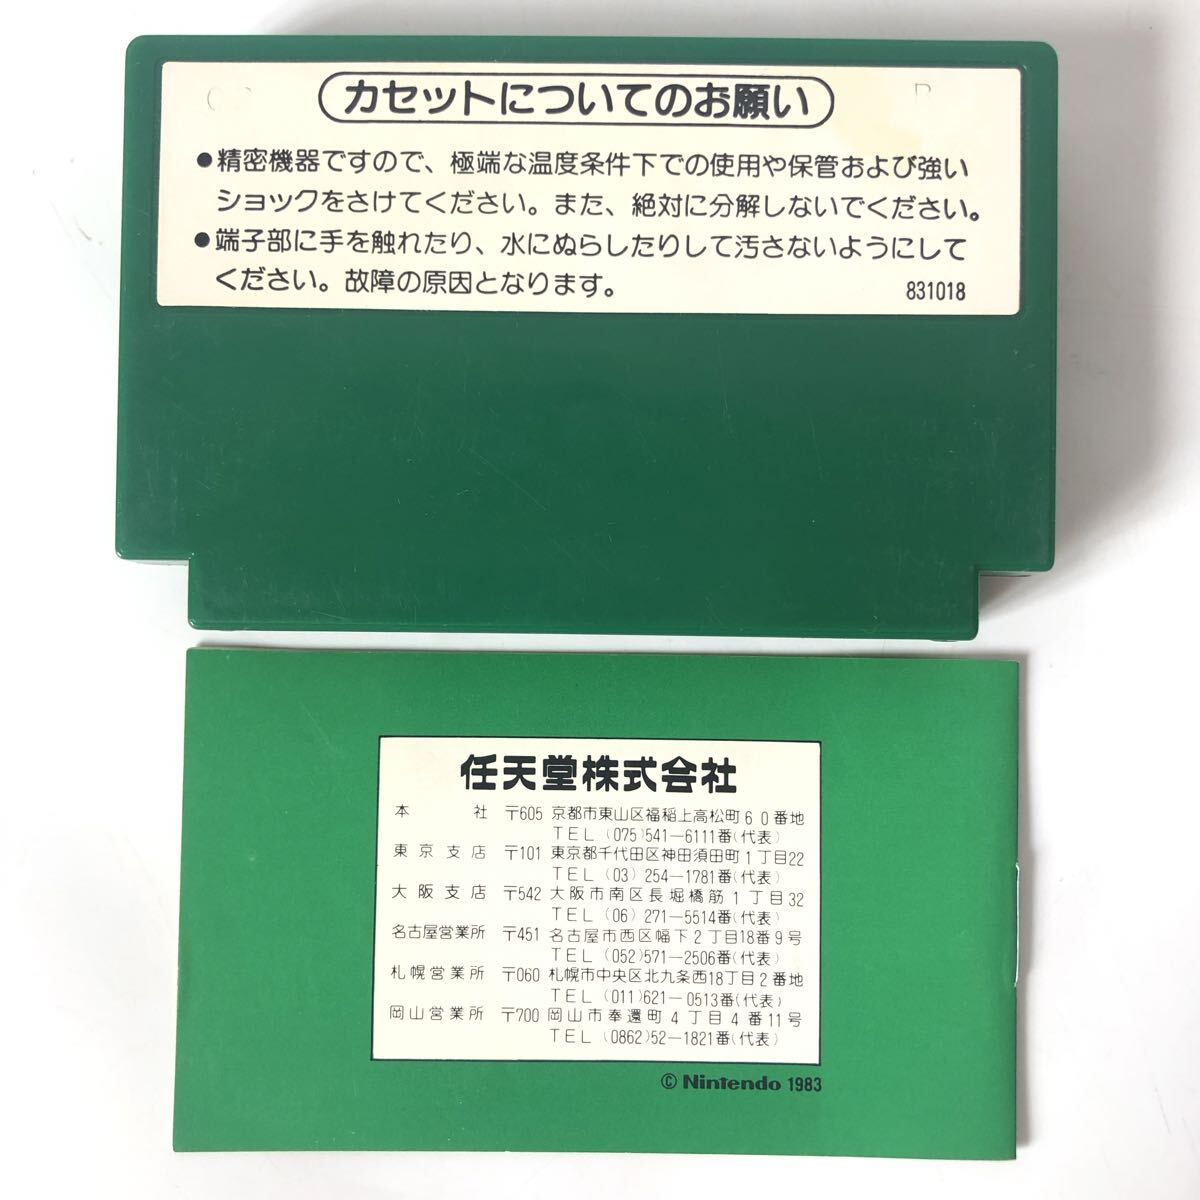 カセットについてのお願い
●精密機器ですので、極端な温度条件下での使用や保管および強い
ショックをさけてください。また、絶対に分解しないでください。
●端子部に手を触れたり、水にぬらしたりして汚さないようにして
ください。故障の原因となります。
831018
任天堂株式会社
本社 〒605 京都市東山区福稲上高松町60番地
TEL (075)541-6111番(代表)
東京支店 〒101 東京都千代田区神田須田町1丁目22
TEL (03) 254-1781番(代表)
大阪支店 〒542 大阪市南区長堀橋筋1丁目32
TEL (06) 271-5514番(代表)
名古屋営業所 〒451 名古屋市西区幅下2丁目18番9号
TEL (052)571-2506番(代表)
札幌営業所 〒060 札幌市中央区北九条西18丁目2番地
TEL (011)621-0513番(代表)
岡山営業所 〒700 岡山市奉還町4丁目4番11号
TEL (0862)52-1821番(代表)
© Nintendo 1983